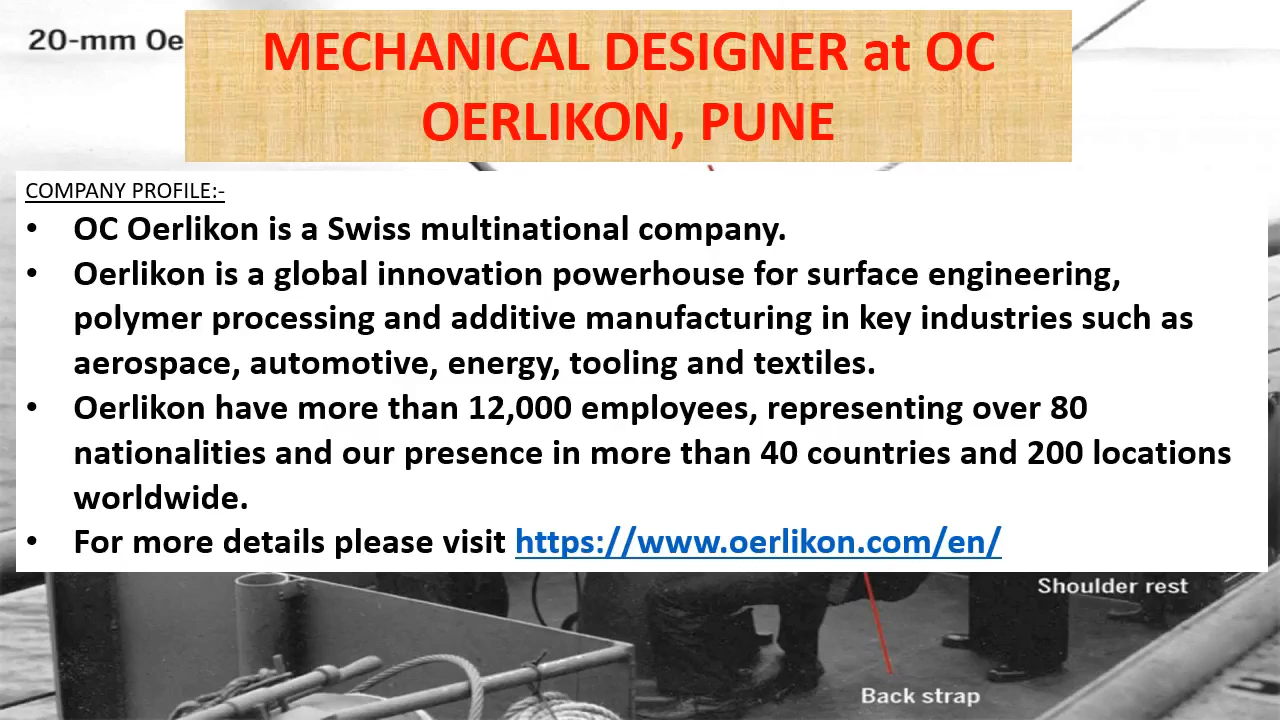 20-mm Oe
MECHANICAL DESIGNER at OC
OERLIKON, PUNE
COMPANY PROFILE:-
• OC Oerlikon is a Swiss multinational company.
• Oerlikon is a global innovation powerhouse for surface engineering,
polymer processing and additive manufacturing in key industries such as
aerospace, automotive, energy, tooling and textiles.
• Oerlikon have more than 12,000 employees, representing over 80
nationalities and our presence in more than 40 countries and 200 locations
worldwide.
• For more details please visit https://www.oerlikon.com/en/
Shoulder rest
Back strap